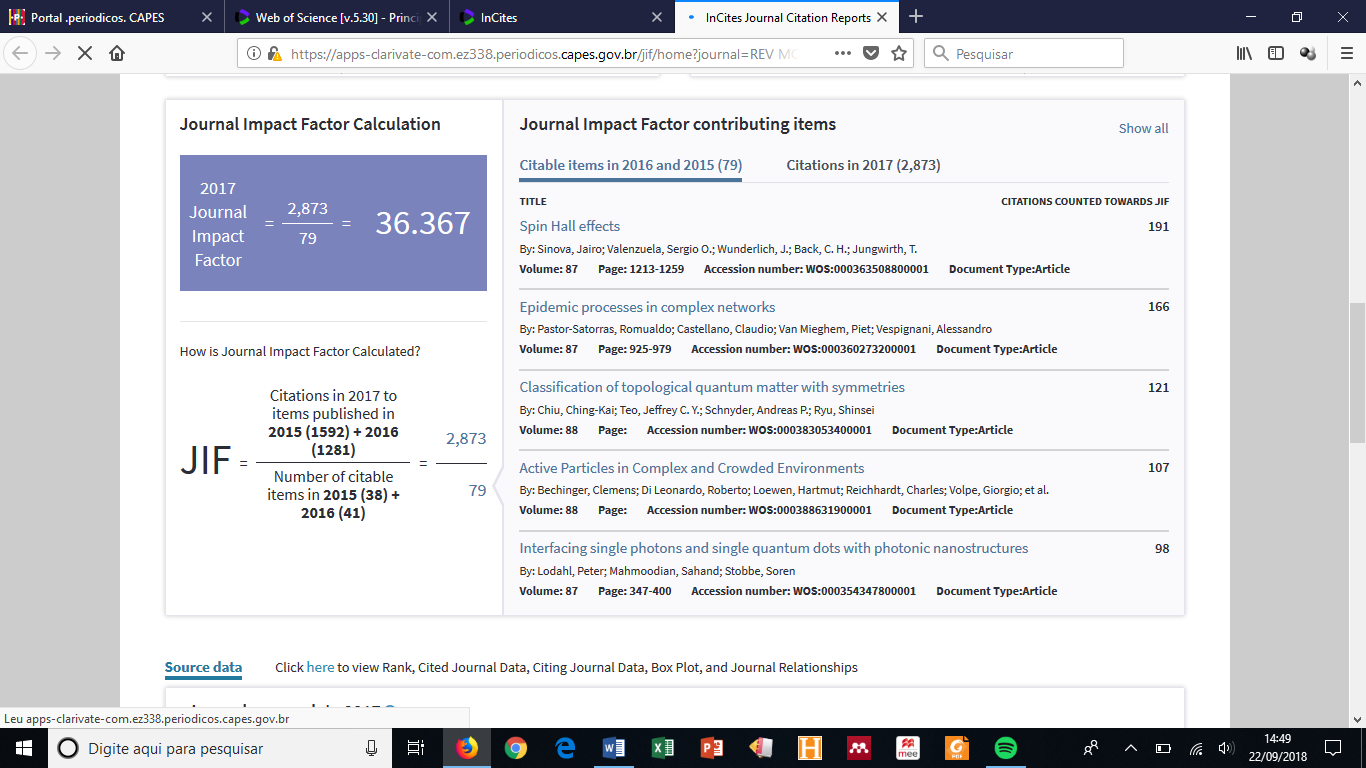 Portal .periodicos. CAPES
Web of Science [v.5.30] - Princi
InCites
InCites Journal Citation Reports
https://apps-clarivate-com.ez338.periodicos.capes.gov.br/jif/home?journal=REV MO
Pesquisar
Journal Impact Factor Calculation
2017
Journal
Impact
Factor
= 2,873
79
= 36.367
How is Journal Impact Factor Calculated?
JIF =
Citations in 2017 to
items published in
2015 (1592) + 2016
(1281)
Number of citable
items in 2015 (38) +
2016 (41)
= 2,873
79
Journal Impact Factor contributing items
Show all
Citable items in 2016 and 2015 (79) Citations in 2017 (2,873)
TITLE CITATIONS COUNTED TOWARDS JIF
Spin Hall effects 191
By: Sinova, Jairo; Valenzuela, Sergio O.; Wunderlich, J.; Back, C. H.; Jungwirth, T.
Volume: 87 Page: 1213-1259 Accession number: WOS:000363508800001 Document Type:Article
Epidemic processes in complex networks 166
By: Pastor-Satorras, Romualdo; Castellano, Claudio; Van Mieghem, Piet; Vespignani, Alessandro
Volume: 87 Page: 925-979 Accession number: WOS:000360273200001 Document Type:Article
Classification of topological quantum matter with symmetries 121
By: Chiu, Ching-Kai; Teo, Jeffrey C. Y.; Schnyder, Andreas P.; Ryu, Shinsei
Volume: 88 Page: Accession number: WOS:000383053400001 Document Type:Article
Active Particles in Complex and Crowded Environments 107
By: Bechinger, Clemens; Di Leonardo, Roberto; Loewen, Hartmut; Reichhardt, Charles; Volpe, Giorgio; et al.
Volume: 88 Page: Accession number: WOS:000388631900001 Document Type:Article
Interfacing single photons and single quantum dots with photonic nanostructures 98
By: Lodahl, Peter; Mahmoodian, Sahand; Stobbe, Soren
Volume: 87 Page: 347-400 Accession number: WOS:000354347800001 Document Type:Article
Source data Click here to view Rank, Cited Journal Data, Citing Journal Data, Box Plot, and Journal Relationships
Leu apps-clarivate-com.ez338.periodicos.capes.gov.br
Digite aqui para pesquisar
mee
PDF
14:49
22/09/2018